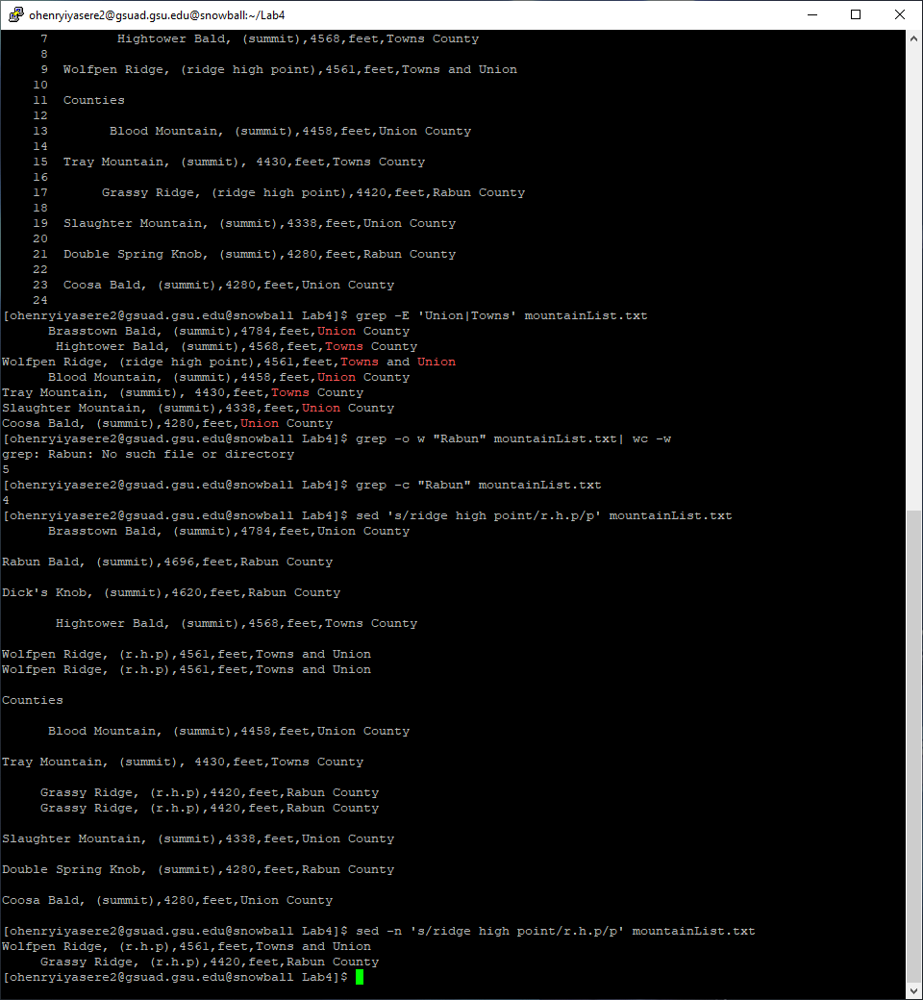 ohenryiyasere2@gsuad.gsu.edu@snowball:~/Lab4
7           Hightower Bald, (summit),4568,feet,Towns County
8
9  Wolfpen Ridge, (ridge high point),4561,feet,Towns and Union
10
11  Counties
12
13        Blood Mountain, (summit),4458,feet,Union County
14
15  Tray Mountain, (summit), 4430,feet,Towns County
16
17       Grassy Ridge, (ridge high point),4420,feet,Rabun County
18
19  Slaughter Mountain, (summit),4338,feet,Union County
20
21  Double Spring Knob, (summit),4280,feet,Rabun County
22
23  Coosa Bald, (summit),4280,feet,Union County
24
[ohenryiyasere2@gsuad.gsu.edu@snowball Lab4]$ grep -E 'Union|Towns' mountainList.txt
      Brasstown Bald, (summit),4784,feet,Union County
       Hightower Bald, (summit),4568,feet,Towns County
Wolfpen Ridge, (ridge high point),4561,feet,Towns and Union
      Blood Mountain, (summit),4458,feet,Union County
Tray Mountain, (summit), 4430,feet,Towns County
Slaughter Mountain, (summit),4338,feet,Union County
Coosa Bald, (summit),4280,feet,Union County
[ohenryiyasere2@gsuad.gsu.edu@snowball Lab4]$ grep -o w "Rabun" mountainList.txt| wc -w
grep: Rabun: No such file or directory
5
[ohenryiyasere2@gsuad.gsu.edu@snowball Lab4]$ grep -c "Rabun" mountainList.txt
4
[ohenryiyasere2@gsuad.gsu.edu@snowball Lab4]$ sed 's/ridge high point/r.h.p/p' mountainList.txt
      Brasstown Bald, (summit),4784,feet,Union County

Rabun Bald, (summit),4696,feet,Rabun County

Dick's Knob, (summit),4620,feet,Rabun County

       Hightower Bald, (summit),4568,feet,Towns County

Wolfpen Ridge, (r.h.p),4561,feet,Towns and Union
Wolfpen Ridge, (r.h.p),4561,feet,Towns and Union

Counties

      Blood Mountain, (summit),4458,feet,Union County

Tray Mountain, (summit), 4430,feet,Towns County

     Grassy Ridge, (r.h.p),4420,feet,Rabun County
     Grassy Ridge, (r.h.p),4420,feet,Rabun County

Slaughter Mountain, (summit),4338,feet,Union County

Double Spring Knob, (summit),4280,feet,Rabun County

Coosa Bald, (summit),4280,feet,Union County

[ohenryiyasere2@gsuad.gsu.edu@snowball Lab4]$ sed -n 's/ridge high point/r.h.p/p' mountainList.txt
Wolfpen Ridge, (r.h.p),4561,feet,Towns and Union
     Grassy Ridge, (r.h.p),4420,feet,Rabun County
[ohenryiyasere2@gsuad.gsu.edu@snowball Lab4]$